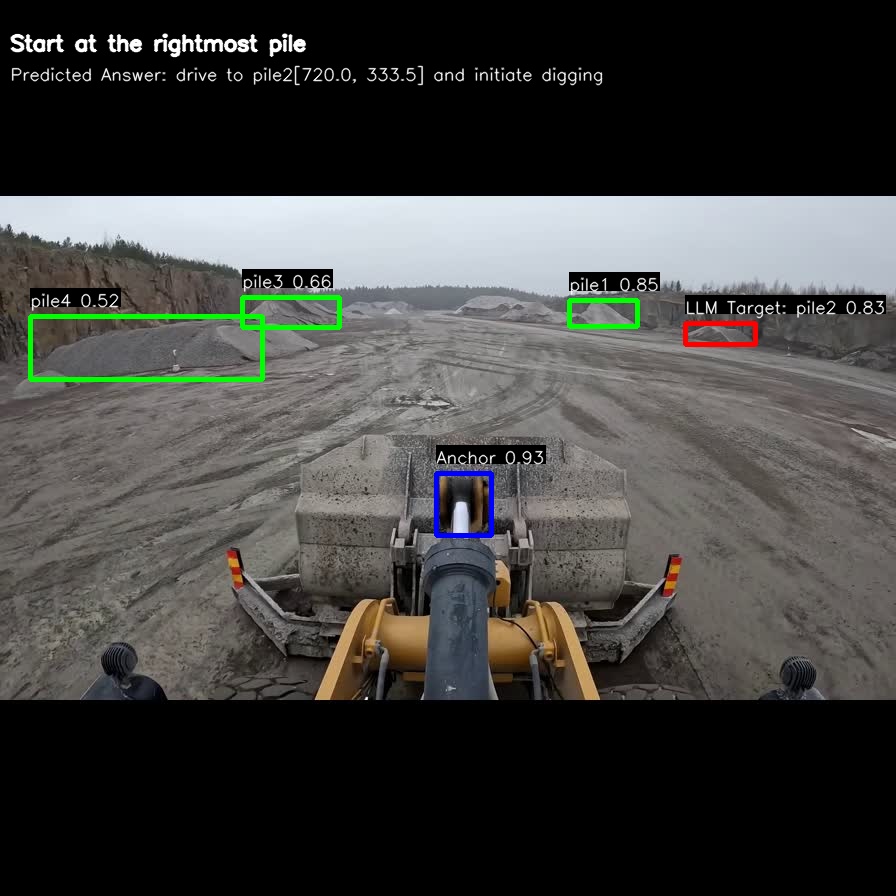 Start at the rightmost pile
Predicted Answer: drive to pile2[720.0, 333.5] and initiate digging
pile3 0.66
pile1 0.85
pile4 0.52
LLM Target: pile2 0.83
Anchor 0.93